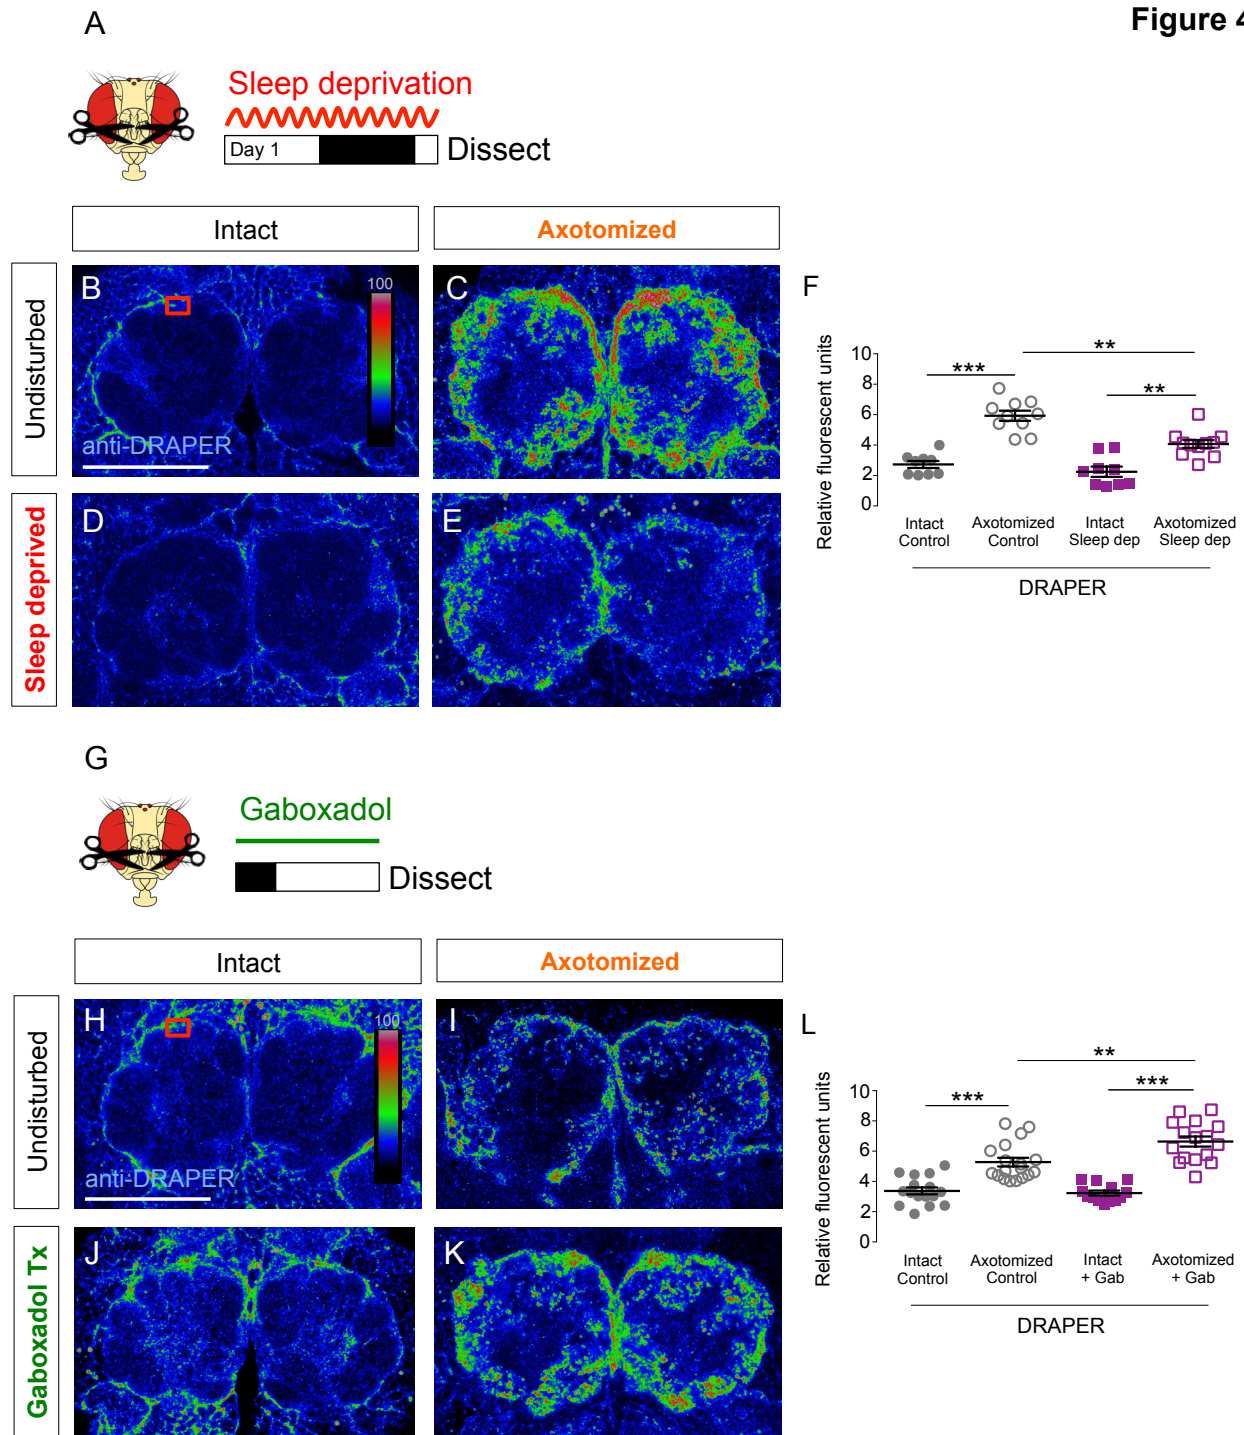 Figure 4
A
Sleep deprivation
Day 1
Dissect
Intact
Axotomized
Undisturbed
Sleep deprived
B
100
anti-DRAPER
C
D
E
F
Relative fluorescent units
10
8
6
4
2
0
***
**
**
Intact
Control
Axotomized
Control
Intact
Sleep dep
Axotomized
Sleep dep
DRAPER
G
Gaboxadol
Dissect
Intact
Axotomized
Undisturbed
Gaboxadol Tx
H
100
anti-DRAPER
I
J
K
L
Relative fluorescent units
10
8
6
4
2
0
***
**
***
Intact
Control
Axotomized
Control
Intact
+ Gab
Axotomized
+ Gab
DRAPER